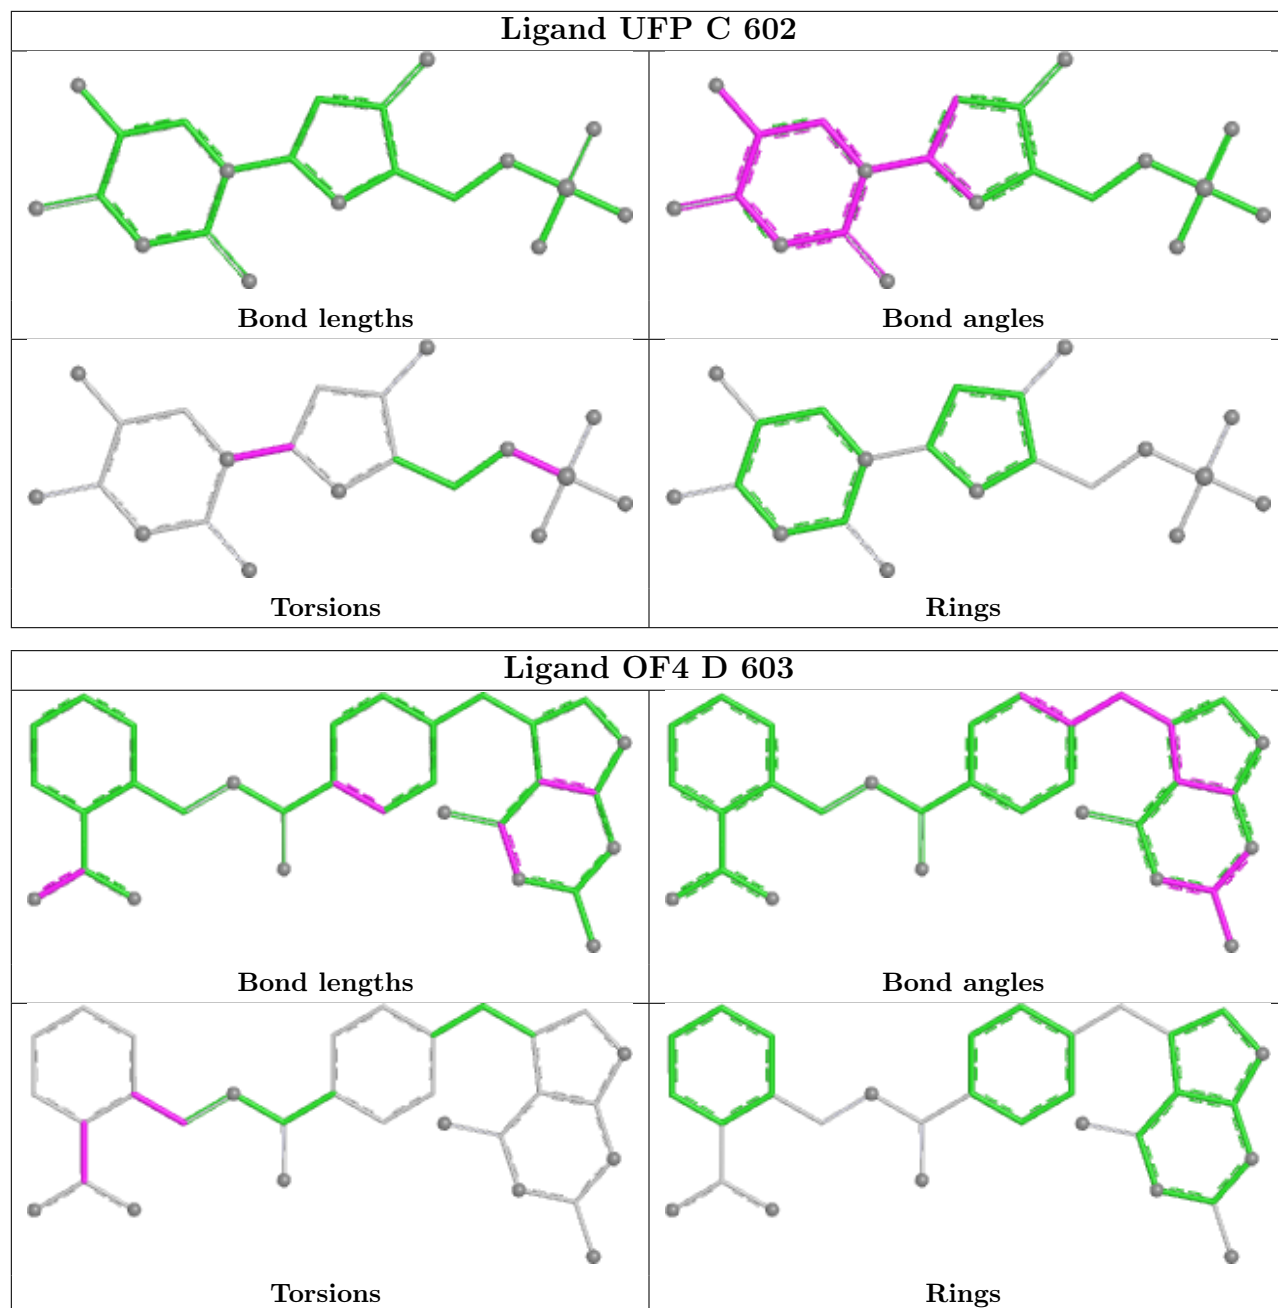 Ligand UFP C 602
Bond lengths
Bond angles
Torsions
Rings
Ligand OF4 D 603
Bond lengths
Bond angles
Torsions
Rings